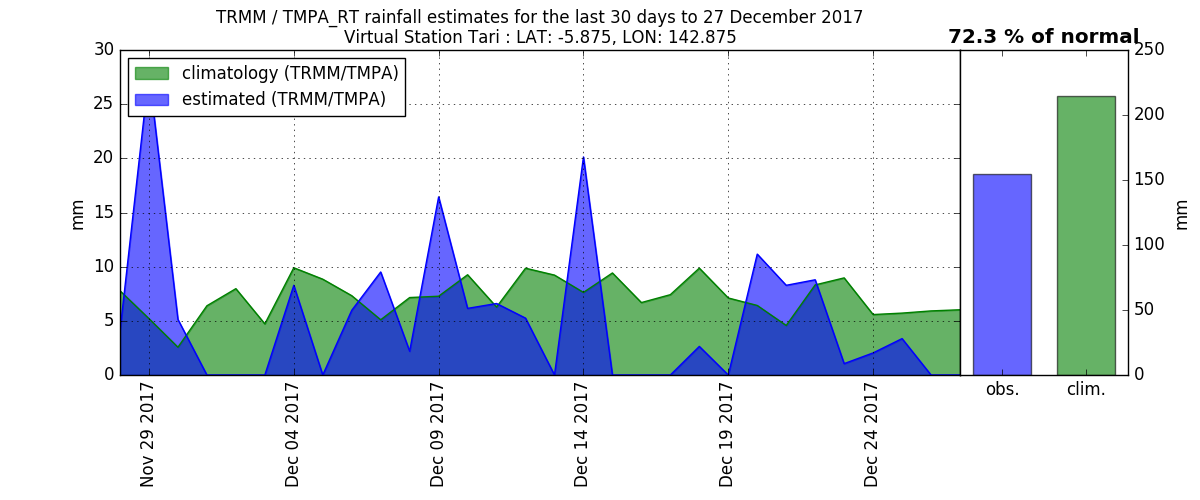 TRMM / TMPA_RT rainfall estimates for the last 30 days to 27 December 2017
Virtual Station Tari : LAT: -5.875, LON: 142.875
72.3 % of normal
climatology (TRMM/TMPA)
estimated (TRMM/TMPA)
30
25
20
15
10
5
0
mm
Nov 29 2017
Dec 04 2017
Dec 09 2017
Dec 14 2017
Dec 19 2017
Dec 24 2017
250
200
150
100
50
0
mm
obs.
clim.